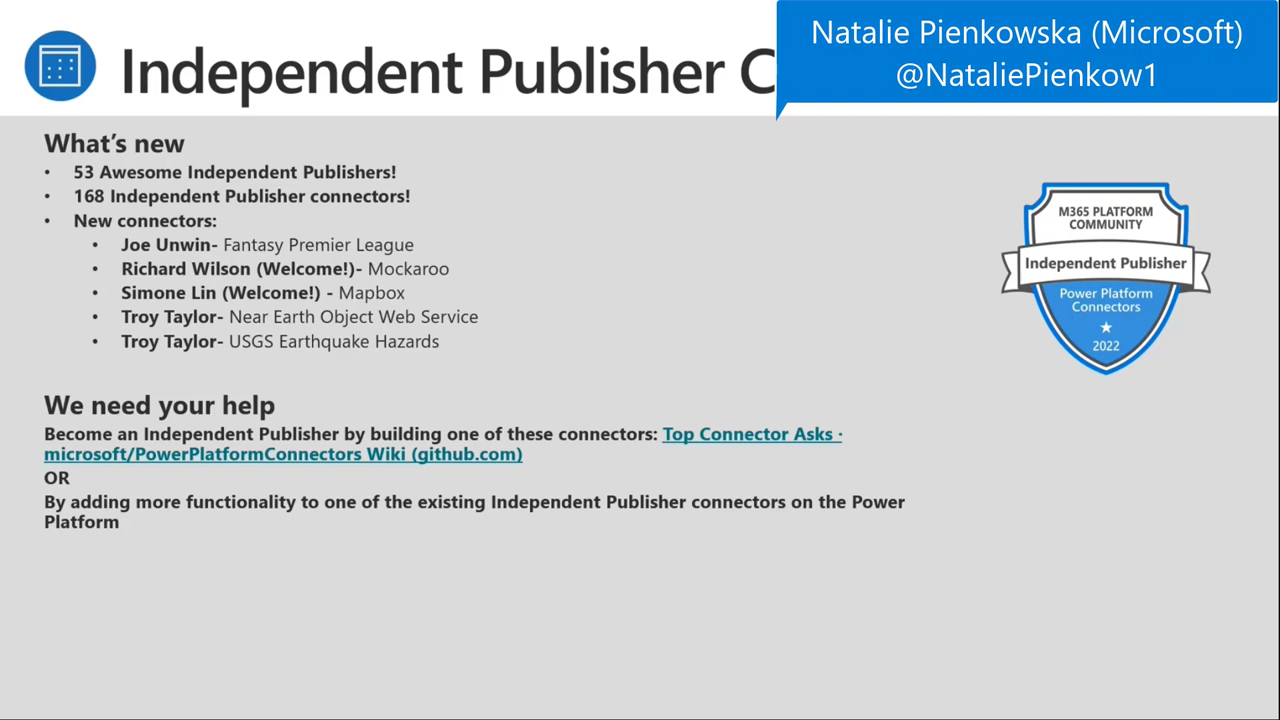 Natalie Pienkowska (Microsoft)
@NataliePienkow1
Independent Publisher C
What's new
• 53 Awesome Independent Publishers!
• 168 Independent Publisher connectors!
• New connectors:
• Joe Unwin- Fantasy Premier League
• Richard Wilson (Welcome!)- Mockaroo
• Simone Lin (Welcome!) - Mapbox
• Troy Taylor- Near Earth Object Web Service
• Troy Taylor- USGS Earthquake Hazards
M365 PLATFORM
COMMUNITY
Independent Publisher
Power Platform
Connectors
2022
We need your help
Become an Independent Publisher by building one of these connectors: Top Connector Asks ·
microsoft/PowerPlatformConnectors Wiki (github.com)
OR
By adding more functionality to one of the existing Independent Publisher connectors on the Power
Platform